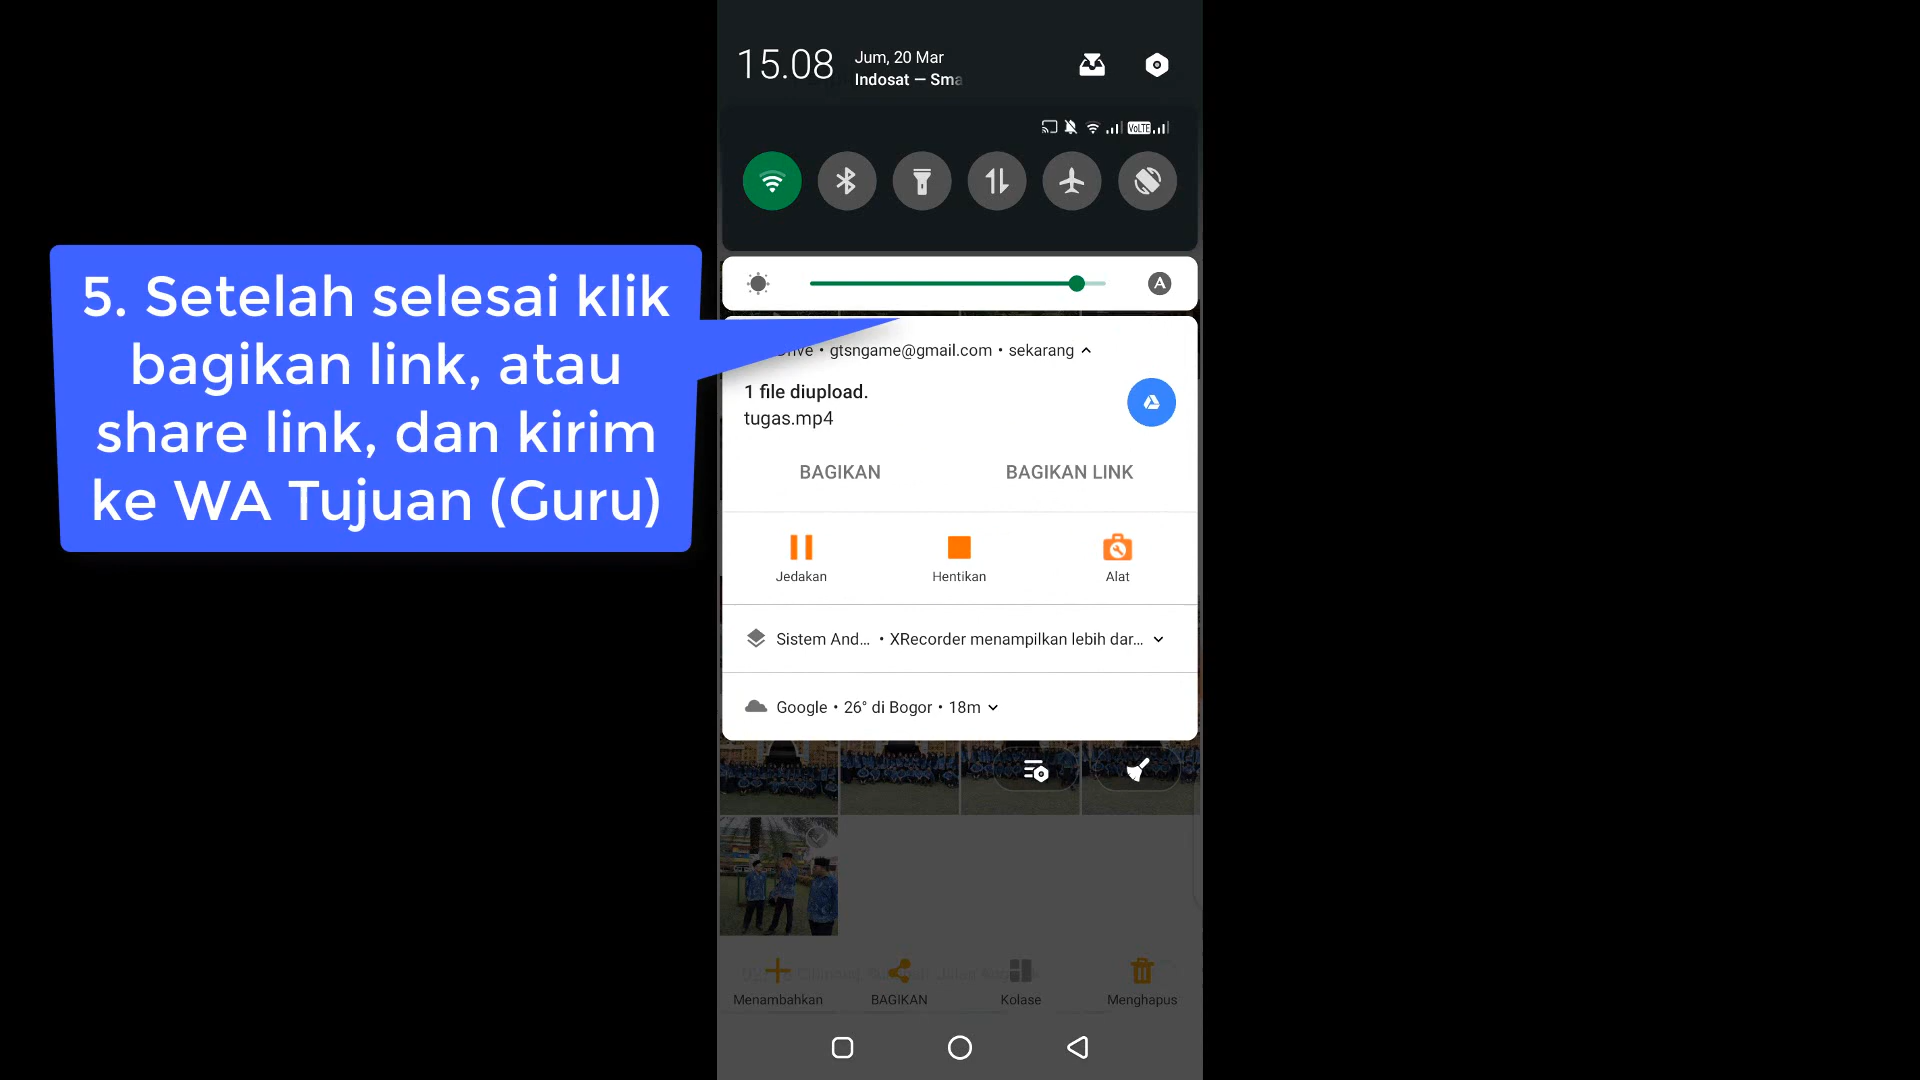 15.08
Jum, 20 Mar
Indosat — Sma
VoLTE
5. Setelah selesai klik
bagikan link, atau
share link, dan kirim
ke WA Tujuan (Guru)
A
• gtsngame@gmail.com • sekarang
1 file diupload.
tugas.mp4
BAGIKAN
BAGIKAN LINK
Jedakan
Hentikan
Alat
Sistem And... • XRecorder menampilkan lebih dar...
Google • 26° di Bogor • 18m
Menambahkan
BAGIKAN
Kolase
Menghapus